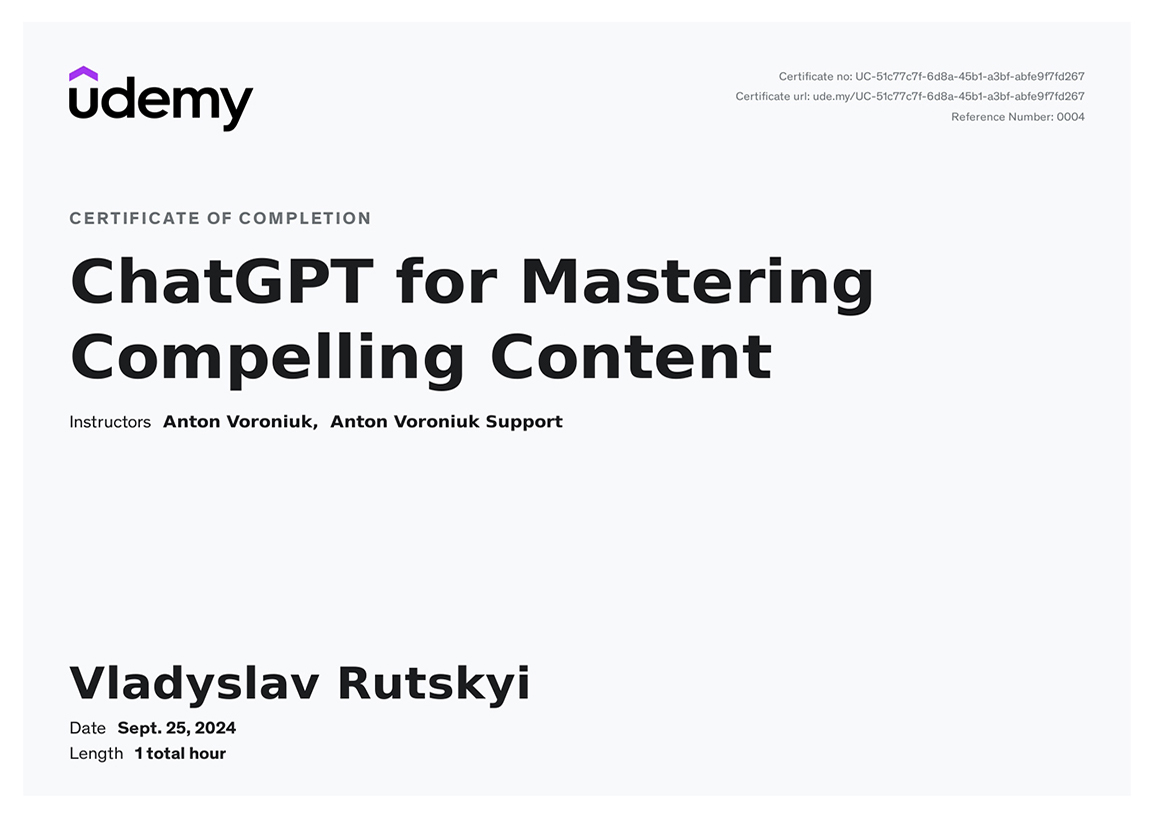 udemy
Certificate no: UC-51c77c7f-6d8a-45b1-a3bf-abfe9f7fd267
Certificate url: ude.my/UC-51c77c7f-6d8a-45b1-a3bf-abfe9f7fd267
Reference Number: 0004
CERTIFICATE OF COMPLETION
ChatGPT for Mastering
Compelling Content
Instructors Anton Voroniuk, Anton Voroniuk Support
Vladyslav Rutskyi
Date Sept. 25, 2024
Length 1 total hour